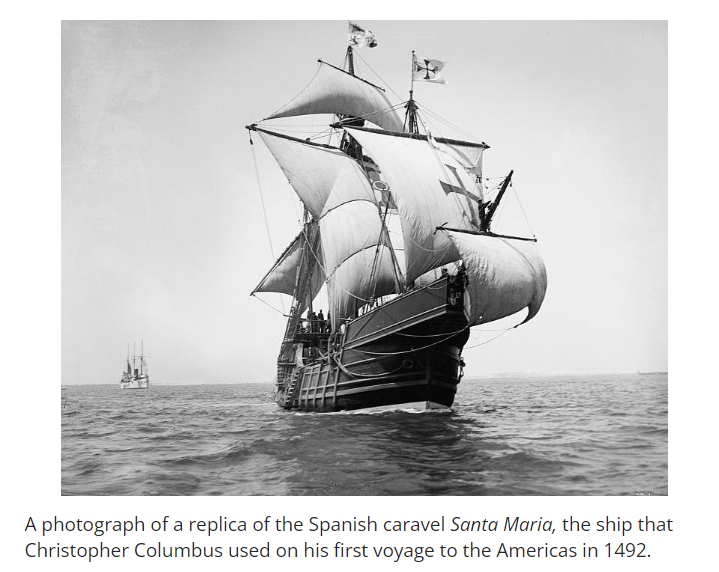 A photograph of a replica of the Spanish caravel Santa Maria, the ship that
Christopher Columbus used on his first voyage to the Americas in 1492.